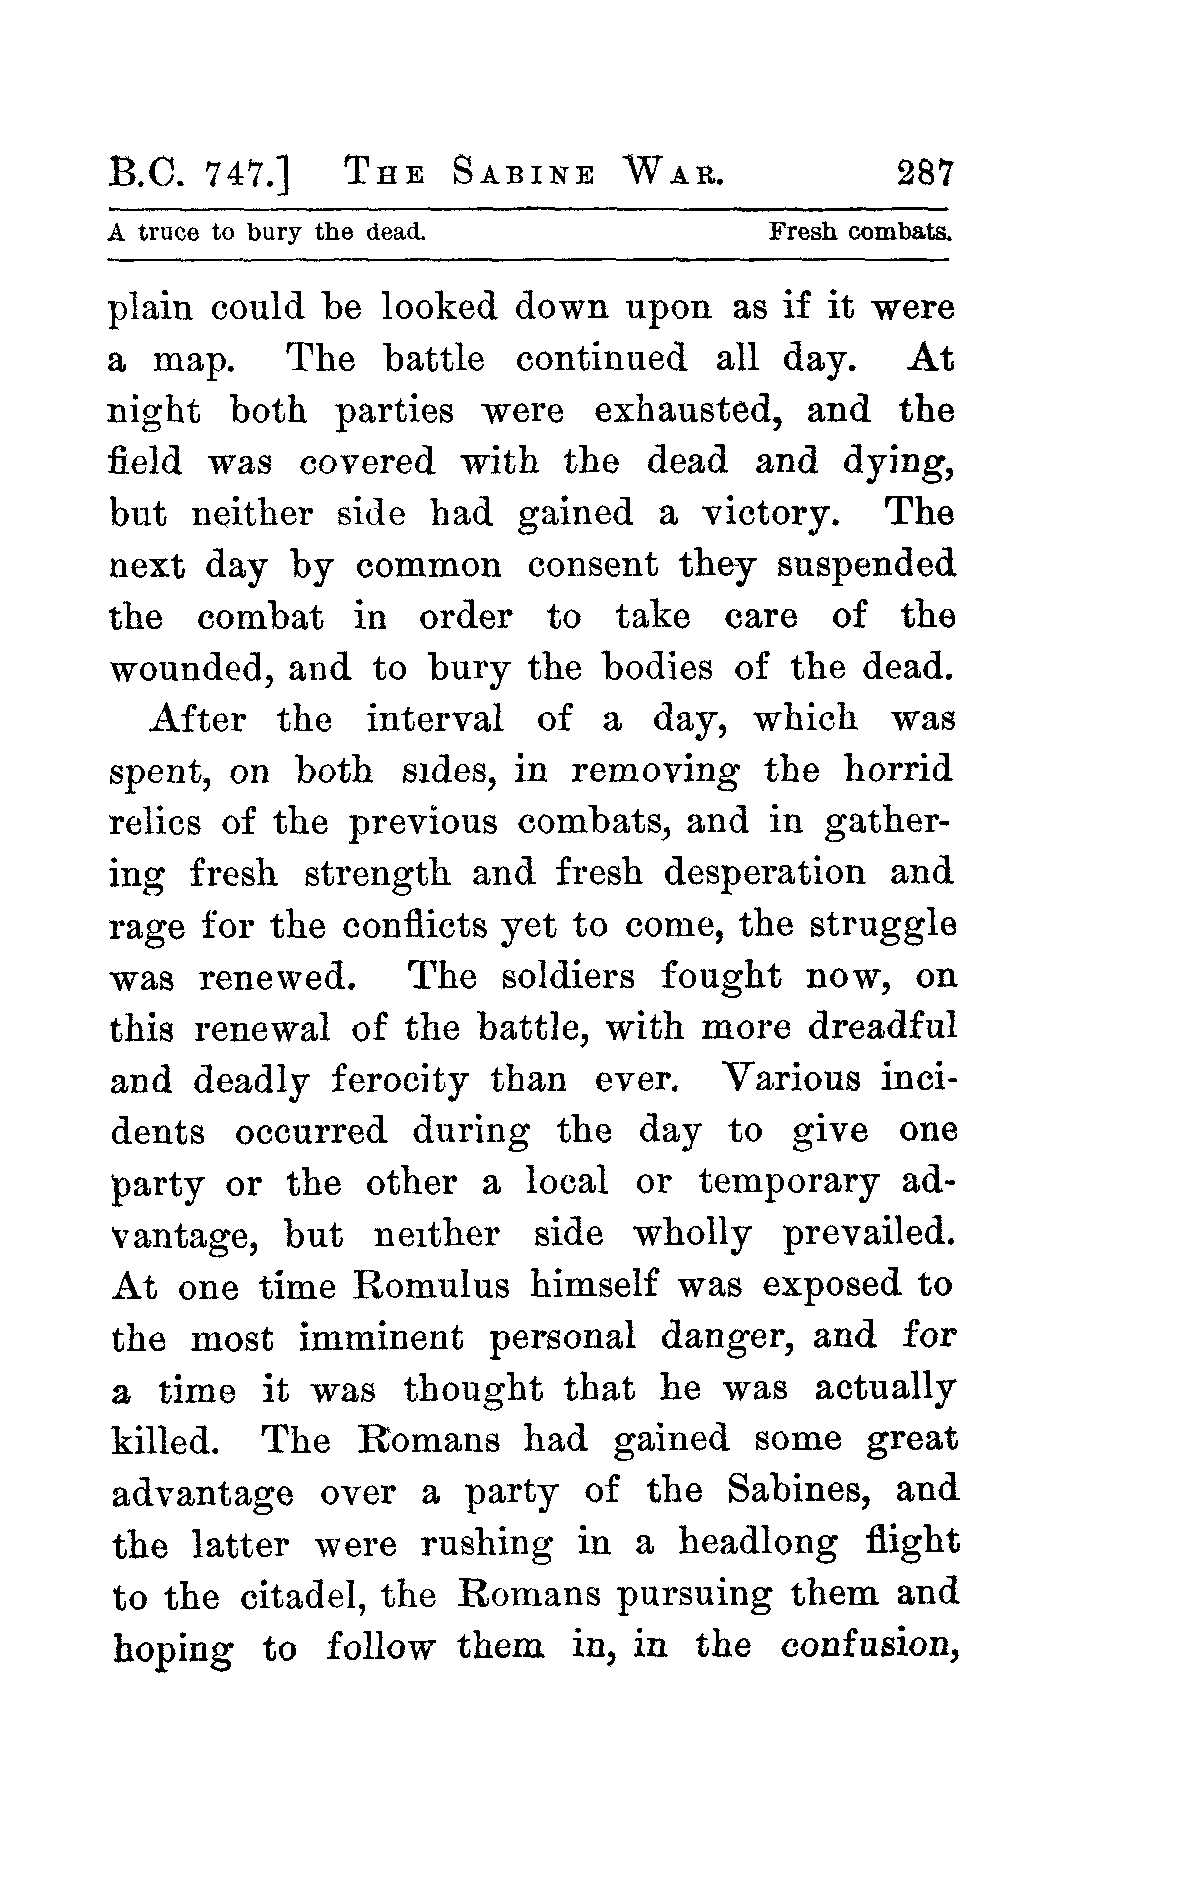 B.C. 747.] THE SABINE WAR. 287
A truce to bury the dead. Fresh combats.
plain could be looked down upon as if it were
a map. The battle continued all day. At
night both parties were exhausted, and the
field was covered with the dead and dying,
but neither side had gained a victory. The
next day by common consent they suspended
the combat in order to take care of the
wounded, and to bury the bodies of the dead.
After the interval of a day, which was
spent, on both sides, in removing the horrid
relics of the previous combats, and in gather-
ing fresh strength and fresh desperation and
rage for the conflicts yet to come, the struggle
was renewed. The soldiers fought now, on
this renewal of the battle, with more dreadful
and deadly ferocity than ever. Various inci-
dents occurred during the day to give one
party or the other a local or temporary ad-
vantage, but neither side wholly prevailed.
At one time Romulus himself was exposed to
the most imminent personal danger, and for
a time it was thought that he was actually
killed. The Romans had gained some great
advantage over a party of the Sabines, and
the latter were rushing in a headlong flight
to the citadel, the Romans pursuing them and
hoping to follow them in, in the confusion,